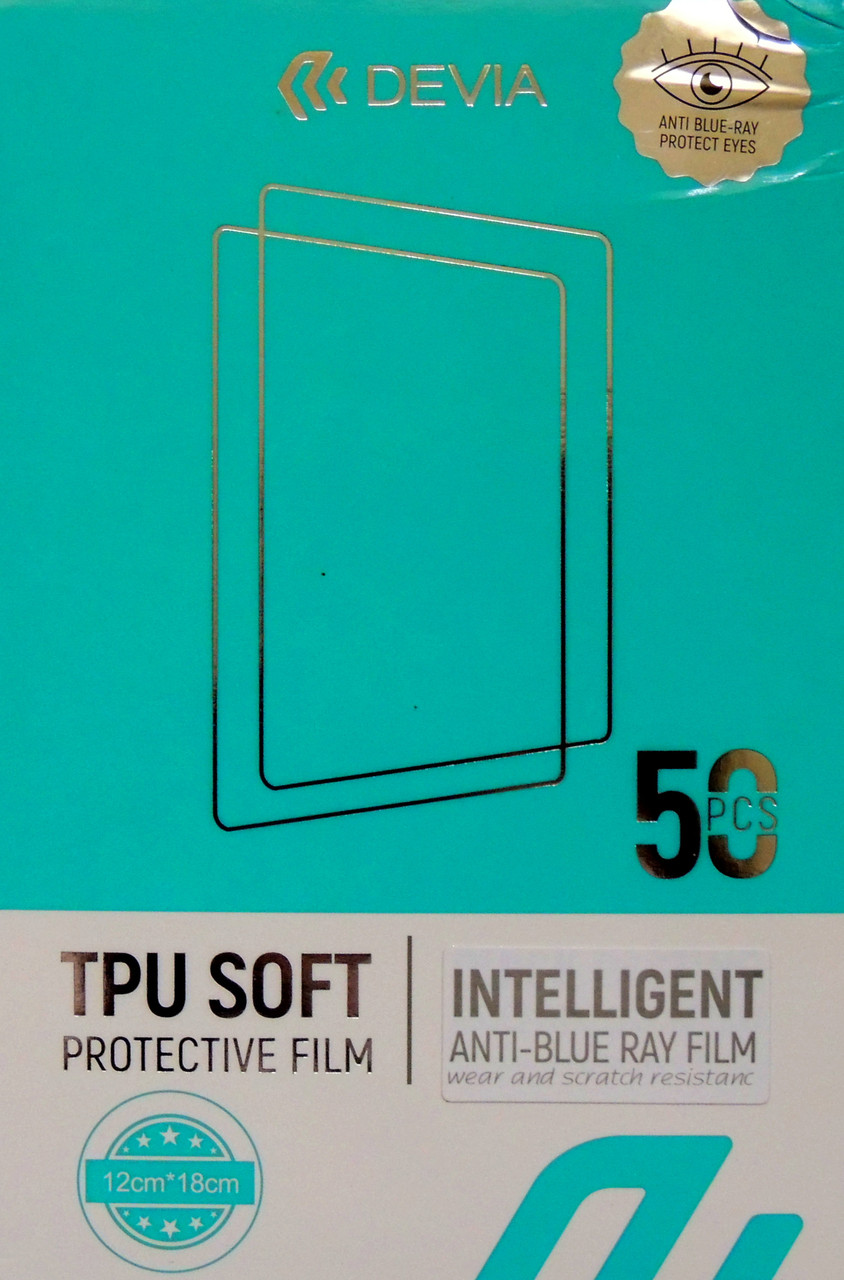 DEVIA
ANTI BLUE-RAY
PROTECT EYES
50
PCS
TPU SOFT
PROTECTIVE FILM
INTELLIGENT
ANTI-BLUE RAY FILM
wear and scratch resistanc
12cm*18cm